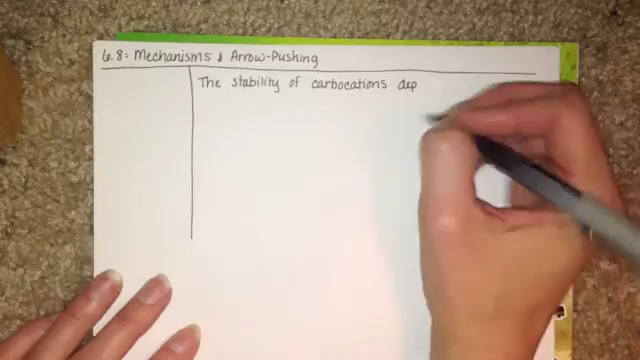 6.8: Mechanisms & Arrow-Pushing
The stability of carbocations dep